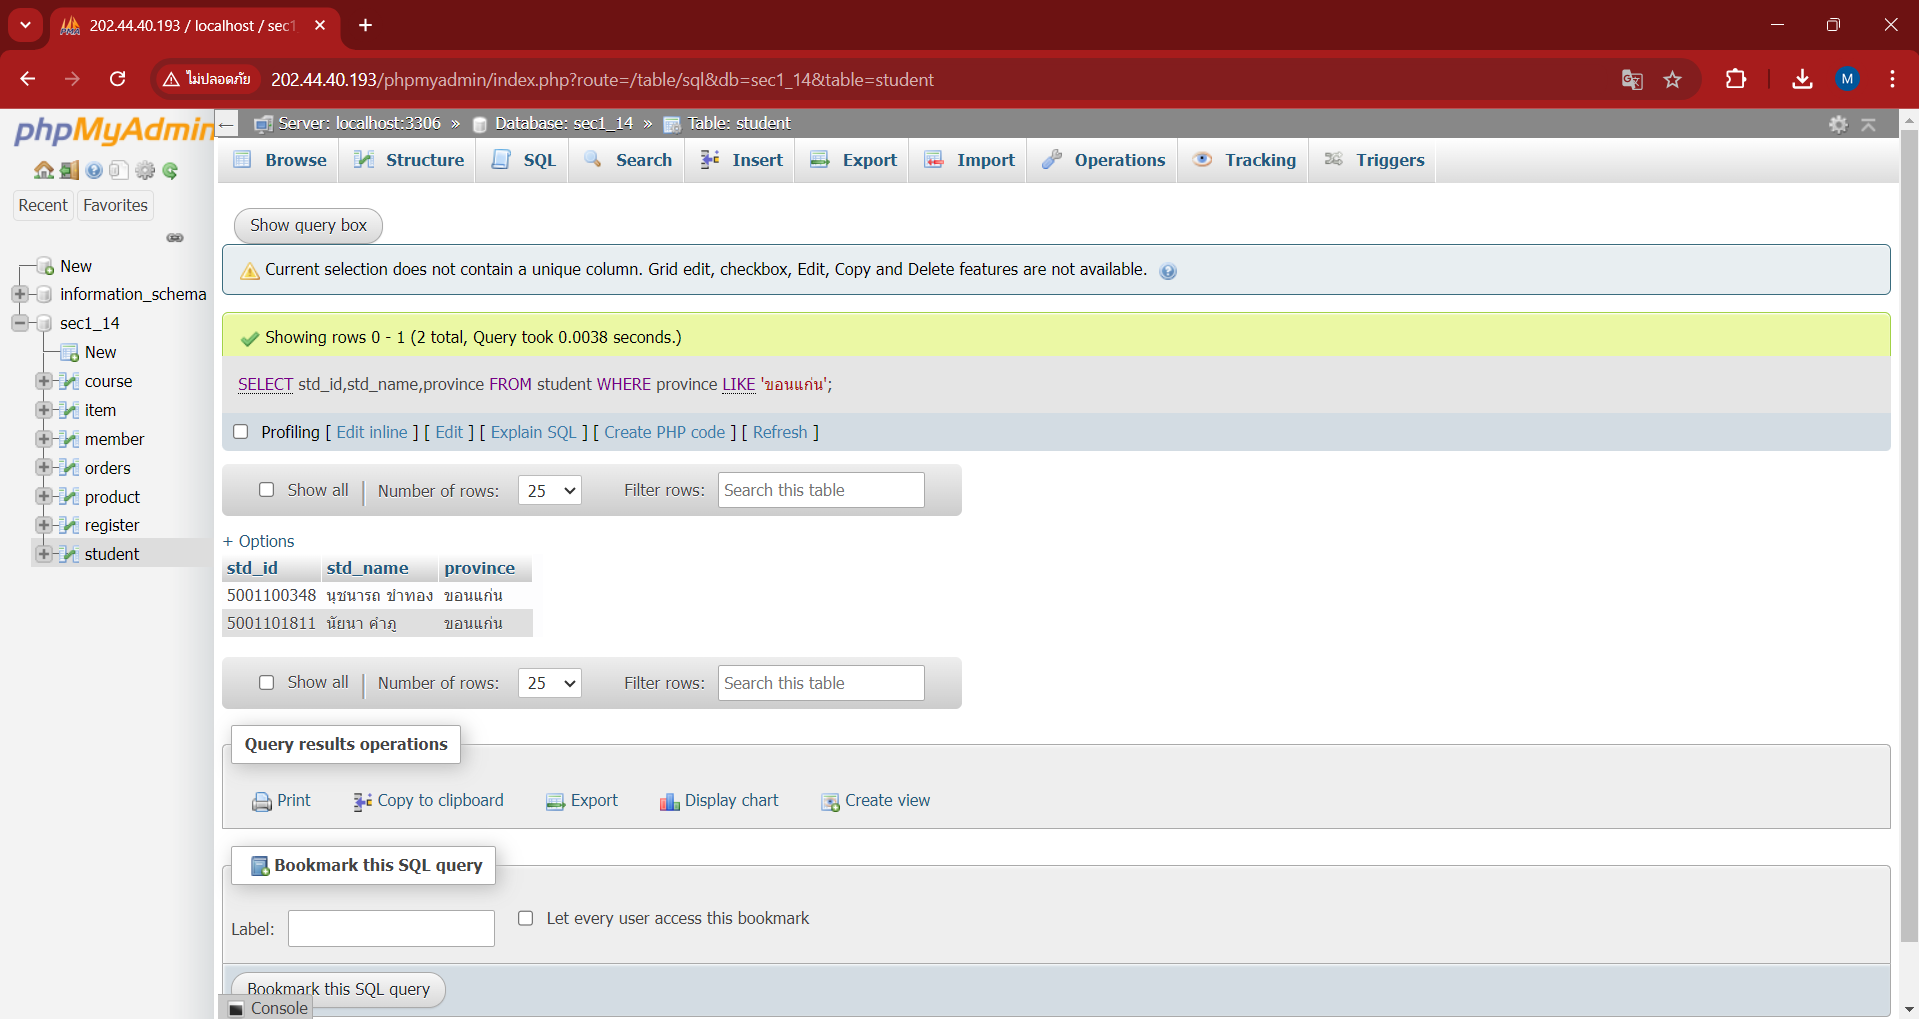 202.44.40.193 / localhost / sec1
ไม่ปลอดภัย
202.44.40.193/phpmyadmin/index.php?route=/table/sql&db=sec1_14&table=student
M
phpMyAdmin
Server: localhost:3306 » Database: sec1_14 » Table: student
Browse Structure SQL Search Insert Export Import Operations Tracking Triggers
Recent Favorites
New
information_schema
sec1_14
New
course
item
member
orders
product
register
student
Show query box
Current selection does not contain a unique column. Grid edit, checkbox, Edit, Copy and Delete features are not available.
Showing rows 0 - 1 (2 total, Query took 0.0038 seconds.)
SELECT std_id,std_name,province FROM student WHERE province LIKE 'ขอนแก่น';
Profiling [ Edit inline ] [ Edit ] [ Explain SQL ] [ Create PHP code ] [ Refresh ]
Show all | Number of rows: 25 Filter rows: Search this table
+ Options
std_id std_name province
5001100348 นุชนารถ ขำทอง ขอนแก่น
5001101811 นัยนา คำภู ขอนแก่น
Show all | Number of rows: 25 Filter rows: Search this table
Query results operations
Print Copy to clipboard Export Display chart Create view
Bookmark this SQL query
Label: Let every user access this bookmark
Bookmark this SQL query
Console